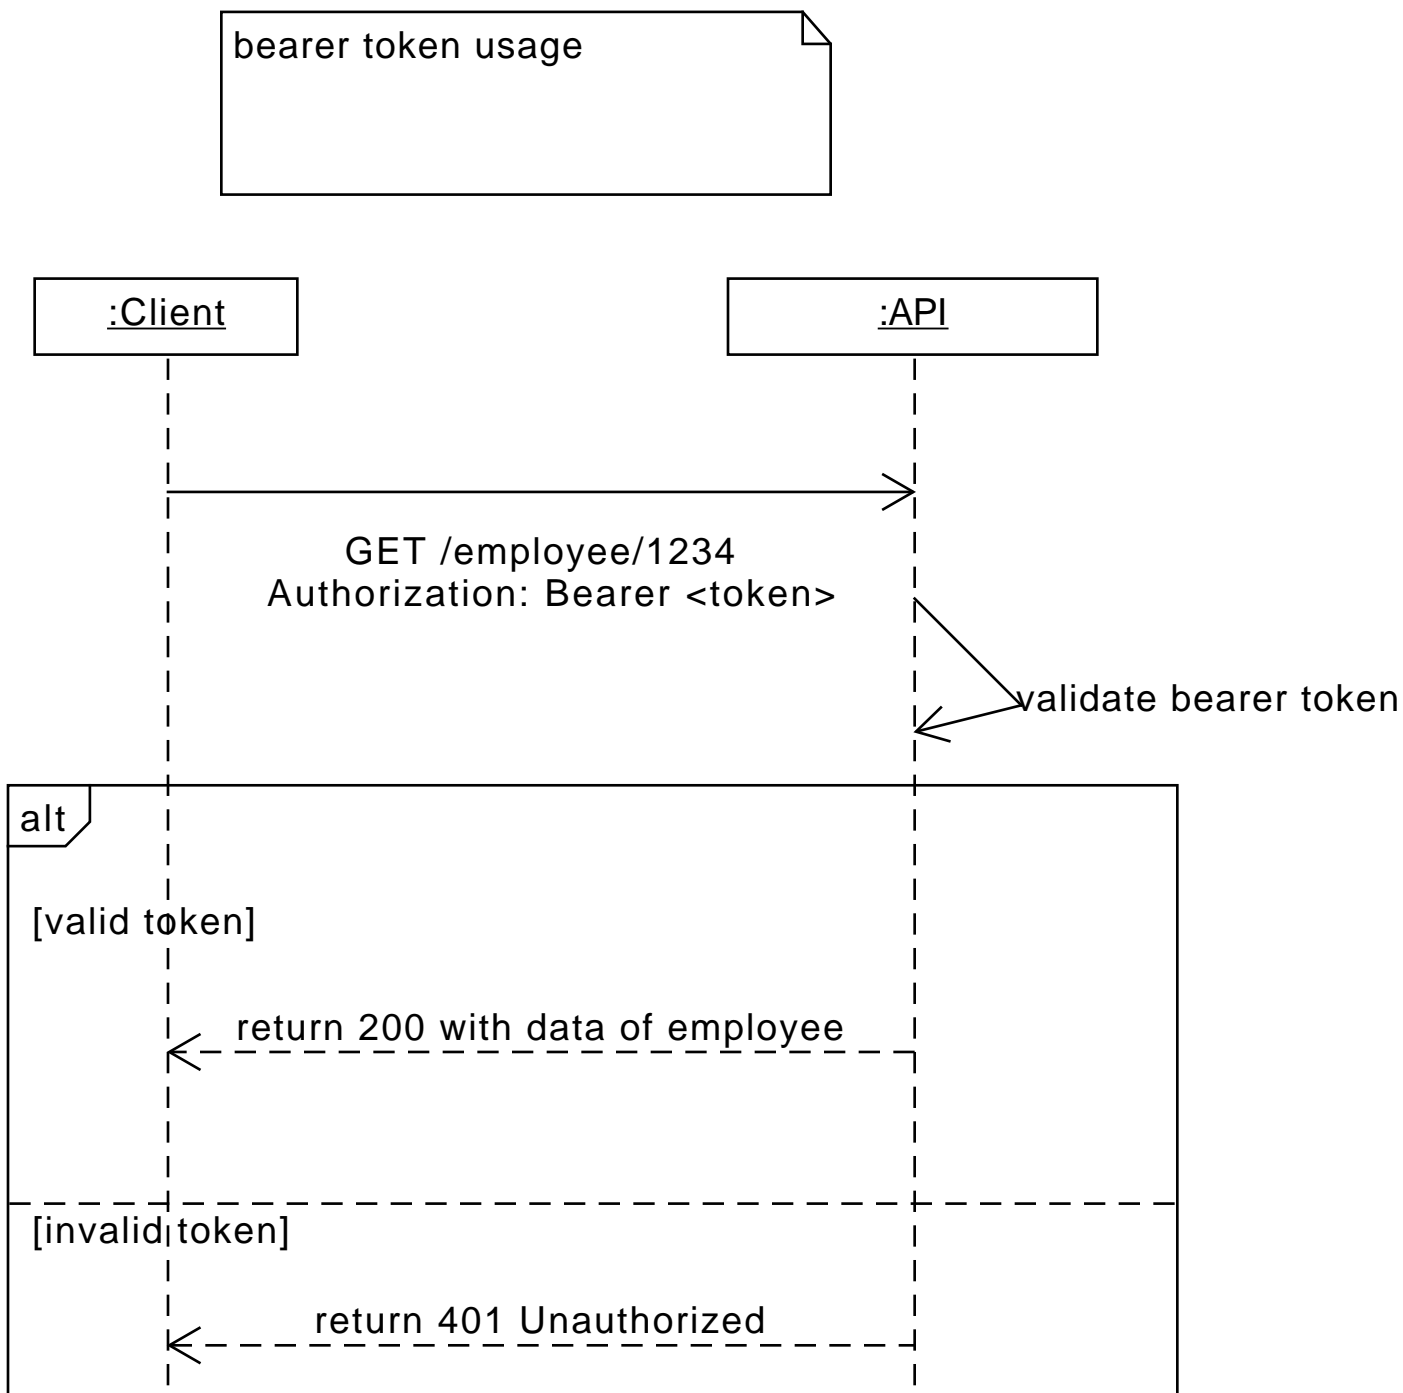 bearer token usage
:Client
:API
GET /employee/1234
Authorization: Bearer <token>
validate bearer token
alt
[valid token]
return 200 with data of employee
[invalid token]
return 401 Unauthorized